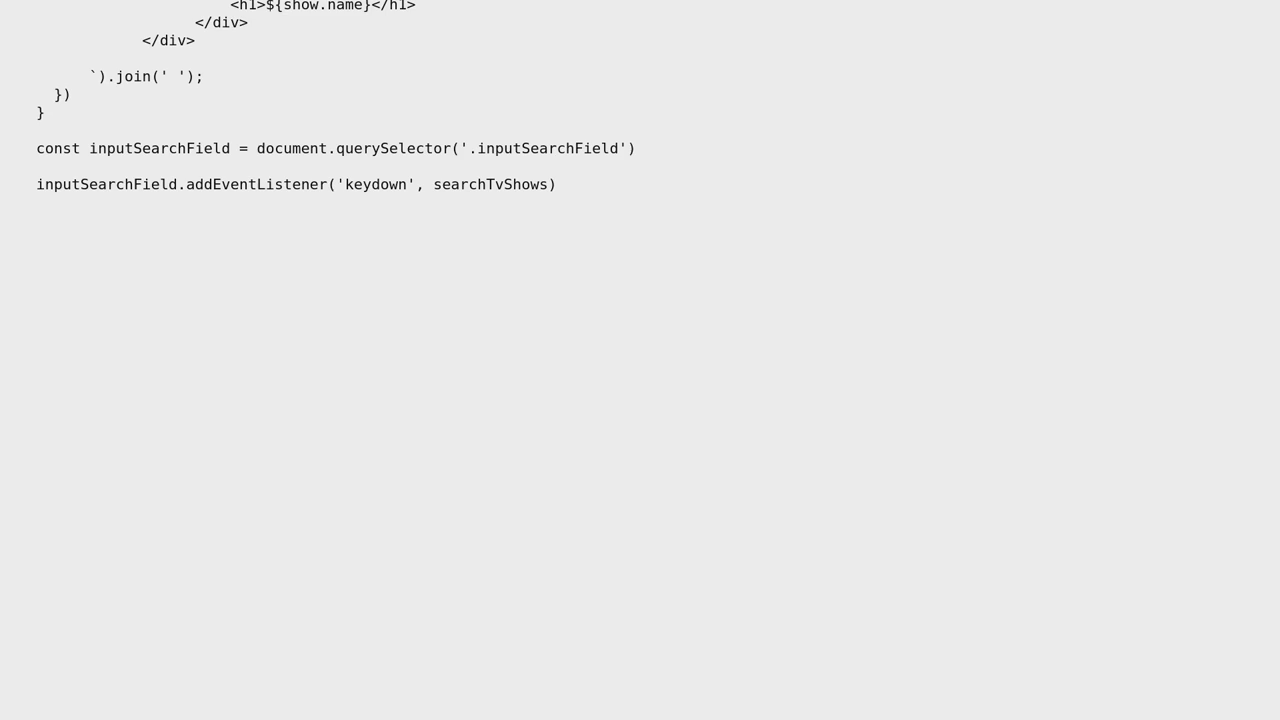 <h1>${show.name}</h1>
</div>
</div>
`).join(' ');
})
}
const inputSearchField = document.querySelector('.inputSearchField')
inputSearchField.addEventListener('keydown', searchTvShows)